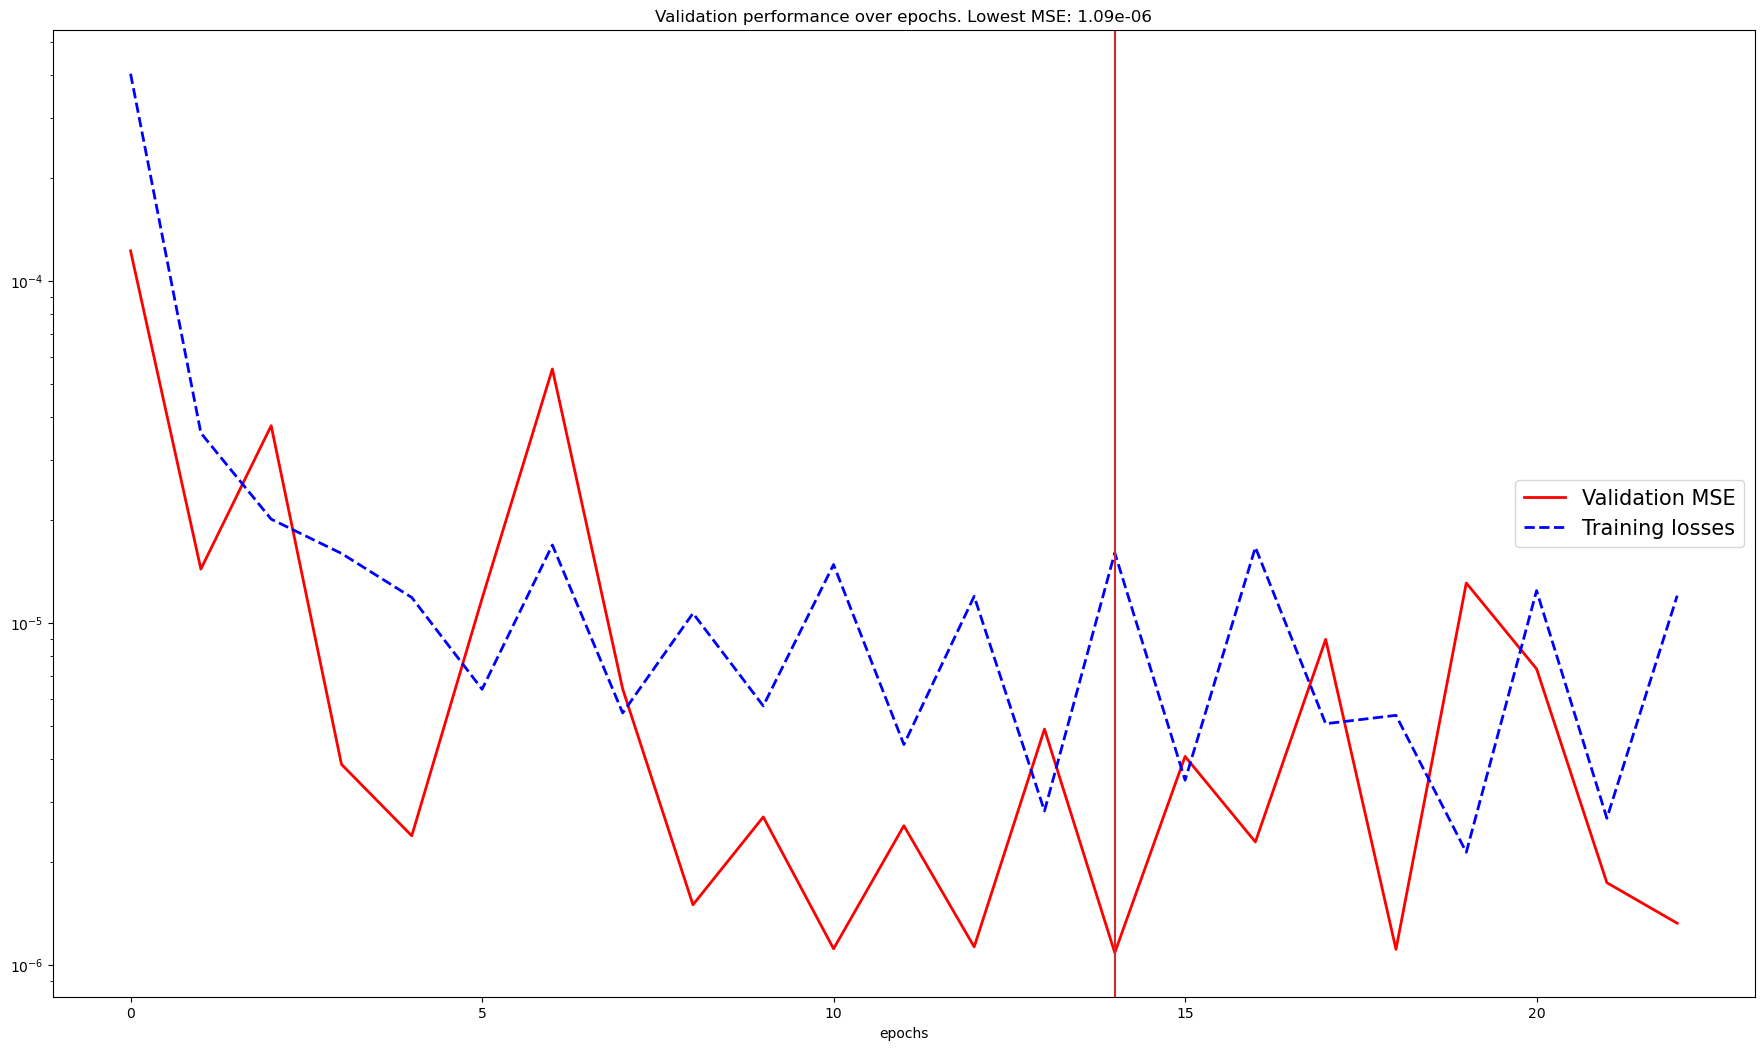 Validation performance over epochs. Lowest MSE: 1.09e-06
10⁻⁴
10⁻⁵
10⁻⁶
Validation MSE
Training losses
0 5 10 15 20
epochs